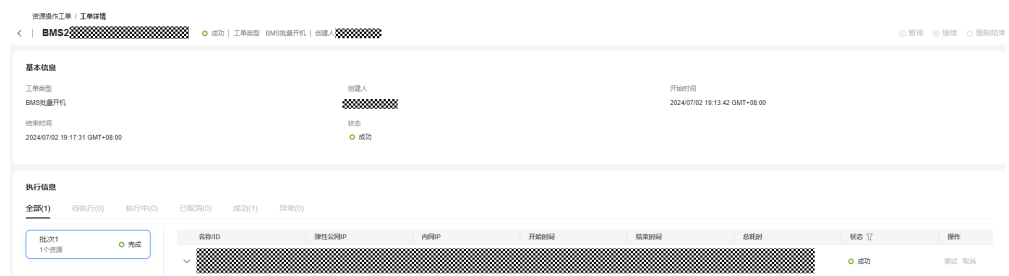 资源操作工单 / 工单详情
BMS2 成功 | 工单类型 BMS批量开机 | 创建人 暂停 继续 强制结束
基本信息
工单类型 创建人 开始时间
BMS批量开机 2024/07/02 19:13:42 GMT+08:00
结束时间 状态
2024/07/02 19:17:31 GMT+08:00 成功
执行信息
全部(1) 待执行(0) 执行中(0) 已取消(0) 成功(1) 异常(0)
批次1 完成
1个资源
名称/ID 弹性公网IP 内网IP 开始时间 结束时间 总耗时 状态 操作
成功 重试 取消